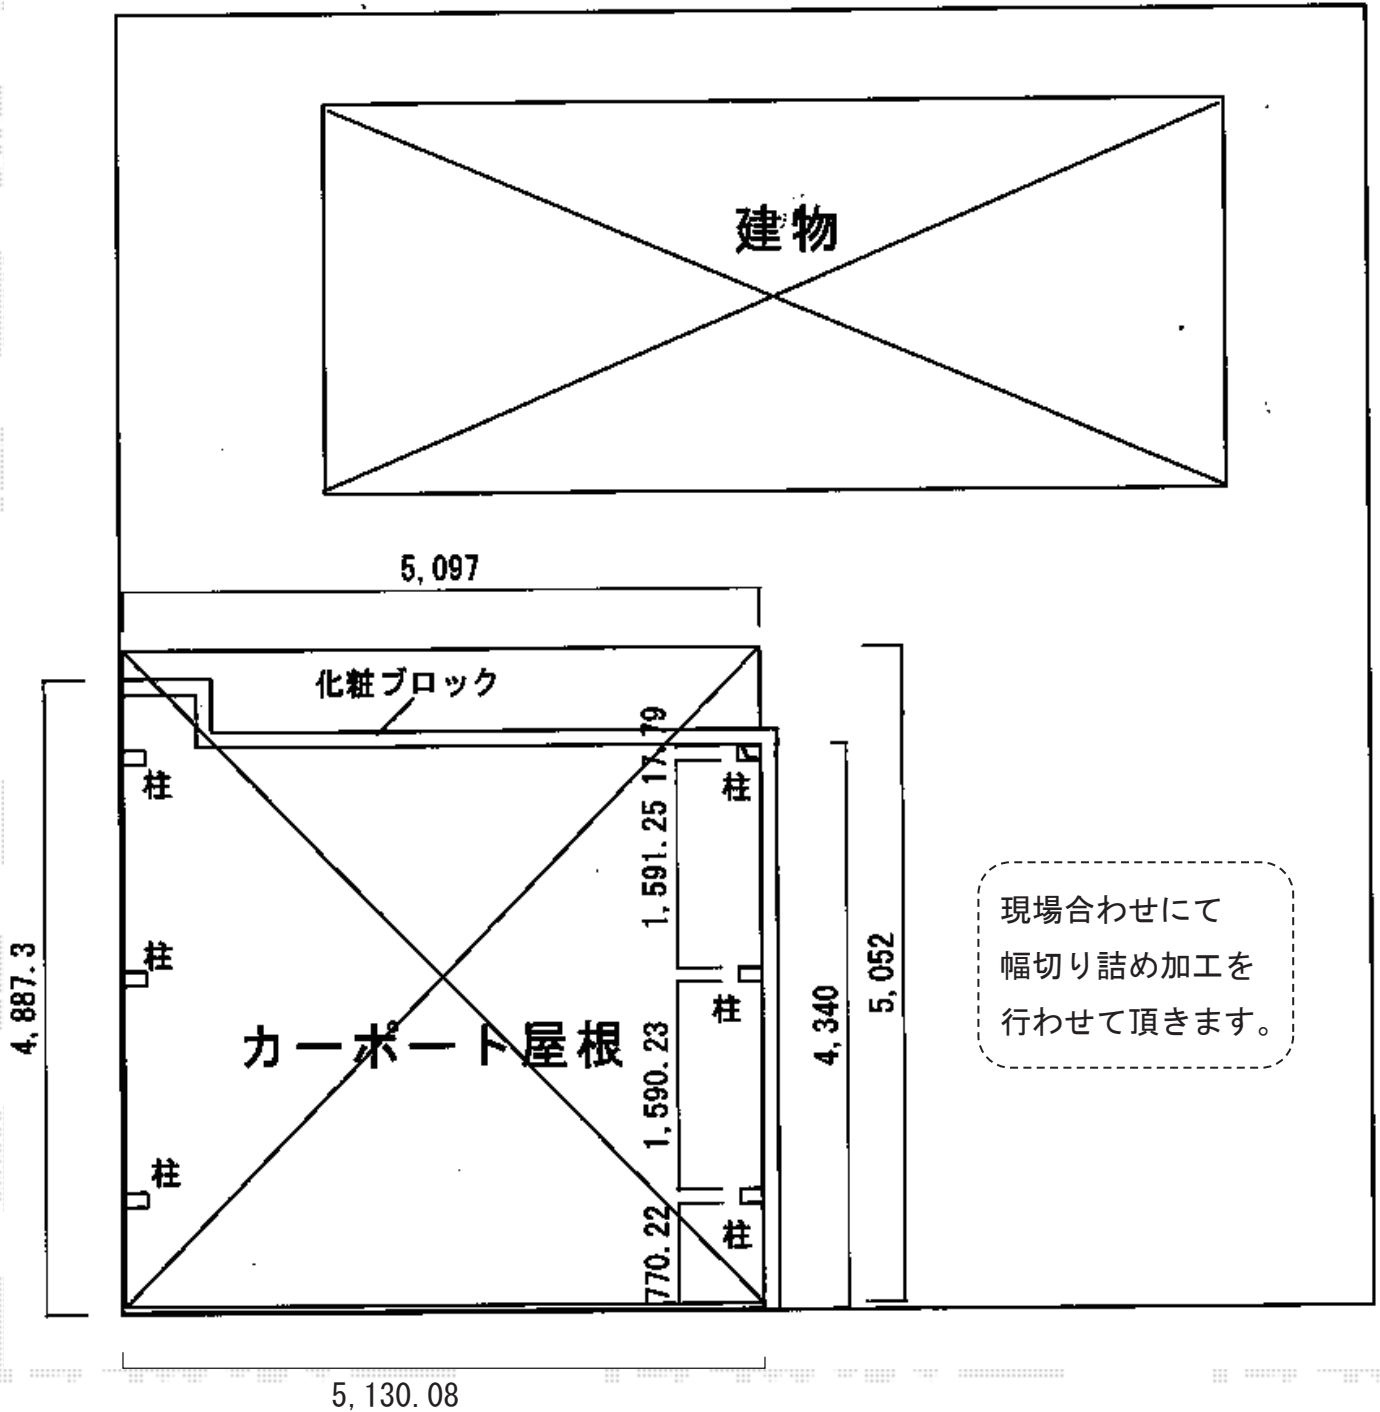 建物
5,097
化粧ブロック
柱
柱
柱
柱
柱
柱
17.79
1,591.25
1,590.23
770.22
4,887.3
4,340
5,052
カーポート屋根
現場合わせにて
幅切り詰め加工を
行わせて頂きます。
5,130.08